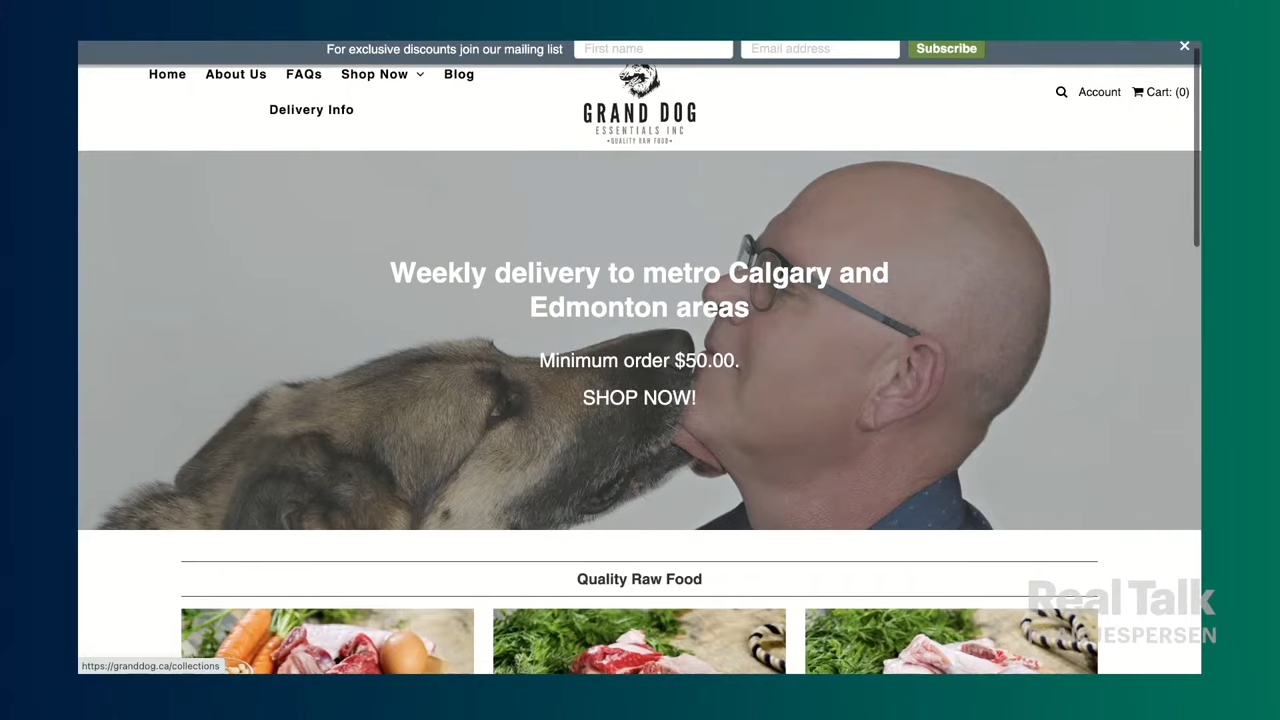 For exclusive discounts join our mailing list First name Email address Subscribe ×
Home About Us FAQs Shop Now Blog
Delivery Info
GRAND DOG
ESSENTIALS INC
•QUALITY RAW FOOD•
Account Cart: (0)
Weekly delivery to metro Calgary and
Edmonton areas
Minimum order $50.00.
SHOP NOW!
Quality Raw Food
Real Talk
JESPERSEN
https://granddog.ca/collections